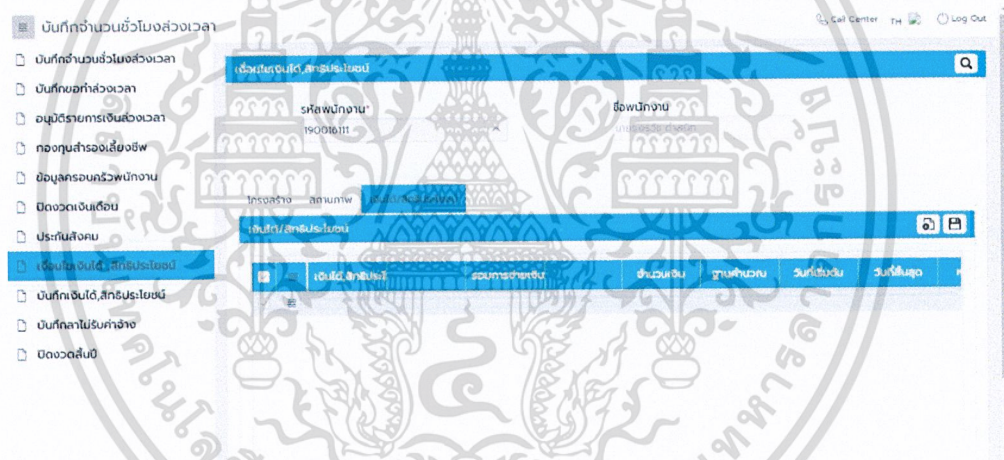 บันทึกจำนวนชั่วโมงล่วงเวลา
Call Center TH Log Out
บันทึกจำนวนชั่วโมงล่วงเวลา
บันทึกขอทำล่วงเวลา
อนุมัติรายการเงินล่วงเวลา
กองทุนสำรองเลี้ยงชีพ
ข้อมูลครอบครัวพนักงาน
ปิดงวดเงินเดือน
ประกันสังคม
เงื่อนไขเงินได้, สิทธิประโยชน์
บันทึกเงินได้,สิทธิประโยชน์
บันทึกลาไม่รับค่าจ้าง
ปิดงวดสิ้นปี
เงื่อนไขเงินได้,สิทธิประโยชน์
รหัสพนักงาน* ชื่อพนักงาน
190016111
โครงสร้าง สถานภาพ เงินได้/สิทธิประโยชน์
เงินได้/สิทธิประโยชน์
เงินได้,สิทธิประโ รอบการจ่ายเงิน จำนวนเงิน ฐานคำนวณ วันที่เริ่มต้น วันที่สิ้นสุด ห